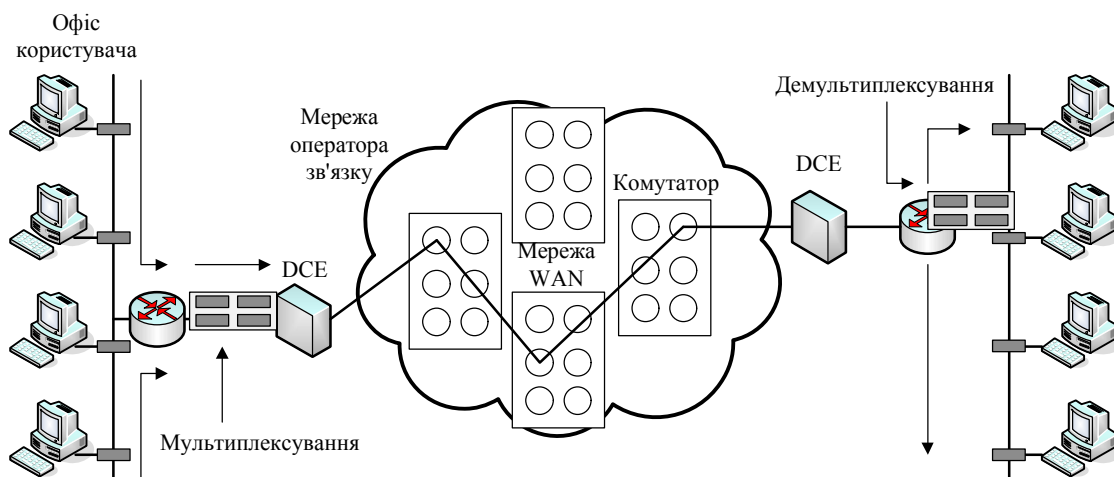 Офіс
користувача
Мережа
оператора
зв'язку
DCE
Мультиплексування
Мережа
WAN
Комутатор
DCE
Демультиплексування